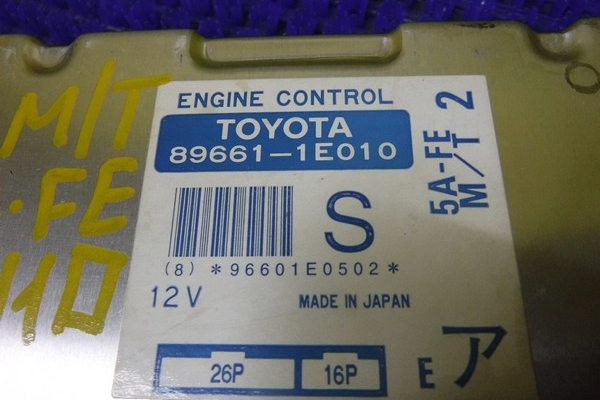 M/T
.FE
110
ENGINE CONTROL
TOYOTA
89661-1E010
5A-FE
M/T 2
S
(8) *96601E0502*
12V
MADE IN JAPAN
26P 16P
E ア